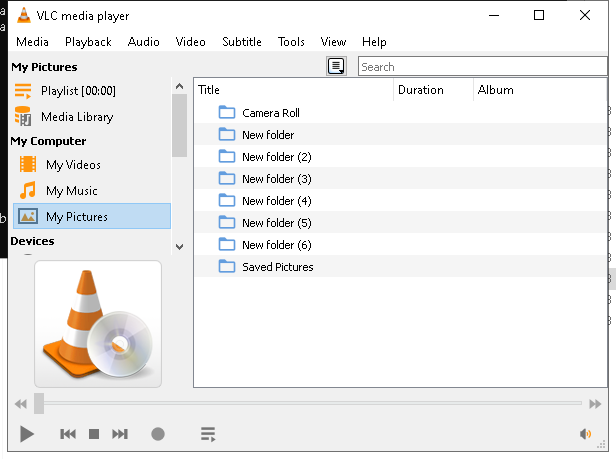 VLC media player
Media Playback Audio Video Subtitle Tools View Help
My Pictures
Search
Playlist [00:00]
Media Library
My Computer
My Videos
My Music
My Pictures
Devices
Title Duration Album
Camera Roll
New folder
New folder (2)
New folder (3)
New folder (4)
New folder (5)
New folder (6)
Saved Pictures